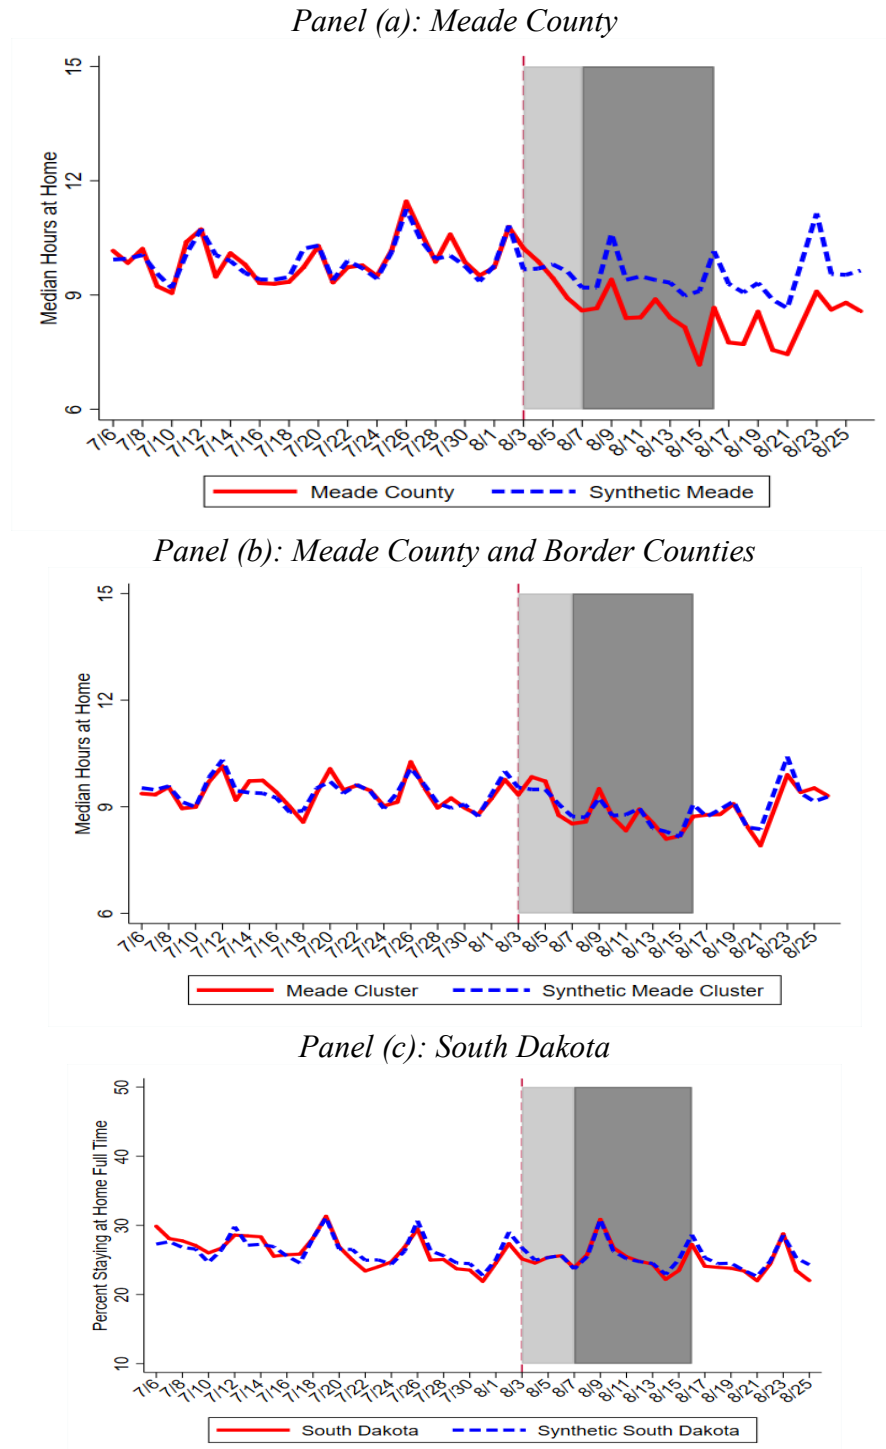 Panel (a): Meade County
15
12
9
6
Median Hours at Home
7/6 7/8 7/10 7/12 7/14 7/16 7/18 7/20 7/22 7/24 7/26 7/28 7/30 8/1 8/3 8/5 8/7 8/9 8/11 8/13 8/15 8/17 8/19 8/21 8/23 8/25
Meade County Synthetic Meade
Panel (b): Meade County and Border Counties
15
12
9
6
Median Hours at Home
7/6 7/8 7/10 7/12 7/14 7/16 7/18 7/20 7/22 7/24 7/26 7/28 7/30 8/1 8/3 8/5 8/7 8/9 8/11 8/13 8/15 8/17 8/19 8/21 8/23 8/25
Meade Cluster Synthetic Meade Cluster
Panel (c): South Dakota
50
40
30
20
10
Percent Staying at Home Full Time
7/6 7/8 7/10 7/12 7/14 7/16 7/18 7/20 7/22 7/24 7/26 7/28 7/30 8/1 8/3 8/5 8/7 8/9 8/11 8/13 8/15 8/17 8/19 8/21 8/23 8/25
South Dakota Synthetic South Dakota